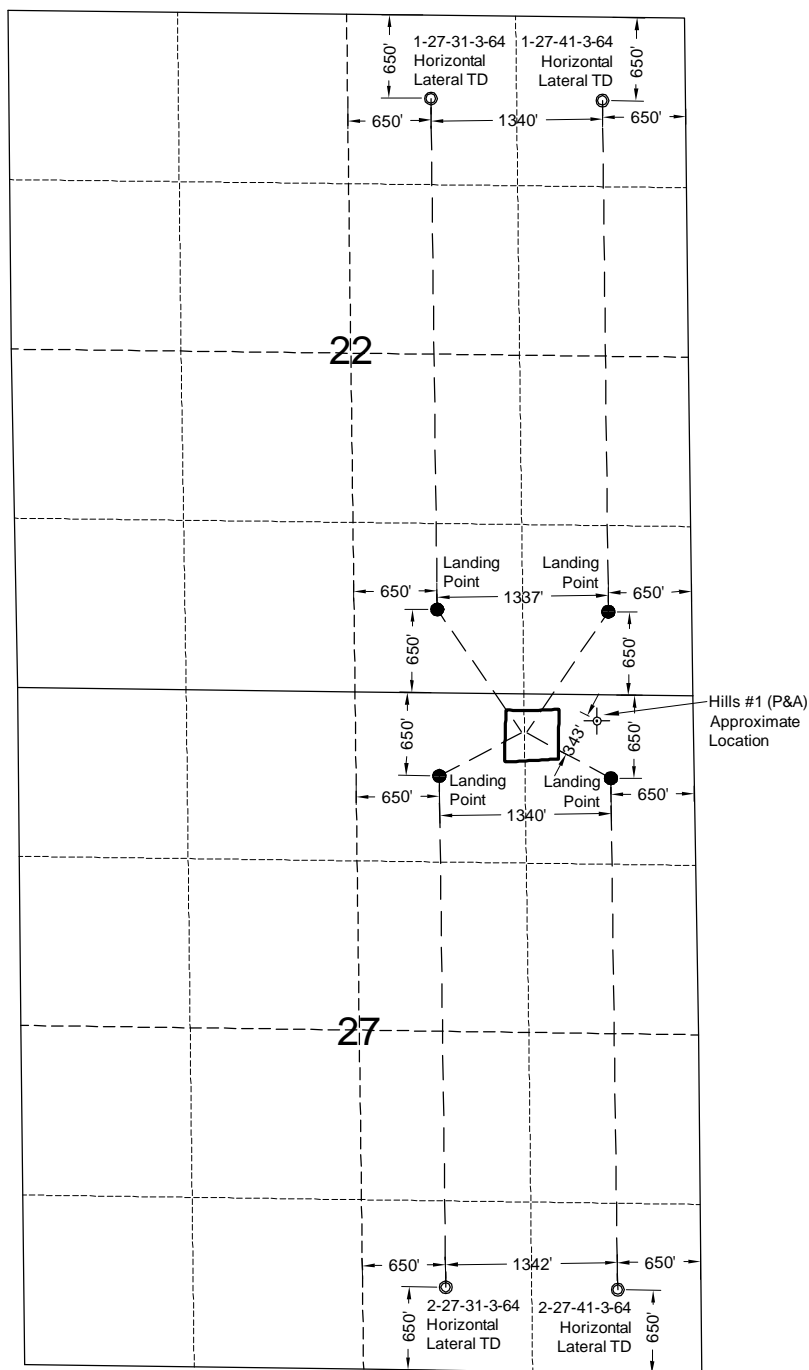 650'
1-27-31-3-64
Horizontal
Lateral TD
1-27-41-3-64
Horizontal
Lateral TD
650'
650'
1340'
650'
22
Landing
Point
Landing
Point
650'
1337'
650'
650'
650'
Hills #1 (P&A)
Approximate
Location
343'
650'
650'
Landing
Point
Landing
Point
650'
1340'
650'
27
650'
1342'
650'
650'
2-27-31-3-64
Horizontal
Lateral TD
2-27-41-3-64
Horizontal
Lateral TD
650'